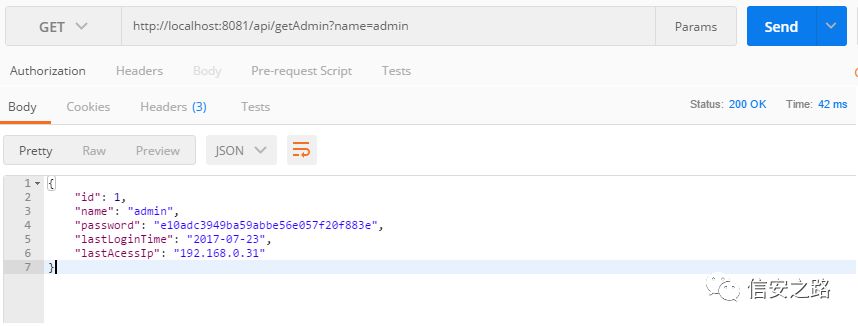 GET http://localhost:8081/api/getAdmin?name=admin Params Send
Authorization Headers Body Pre-request Script Tests
Body Cookies Headers (3) Tests Status: 200 OK Time: 42 ms
Pretty Raw Preview JSON
1 {
2 "id": 1,
3 "name": "admin",
4 "password": "e10adc3949ba59abbe56e057f20f883e",
5 "lastLoginTime": "2017-07-23",
6 "lastAcessIp": "192.168.0.31"
7 }
信安之路